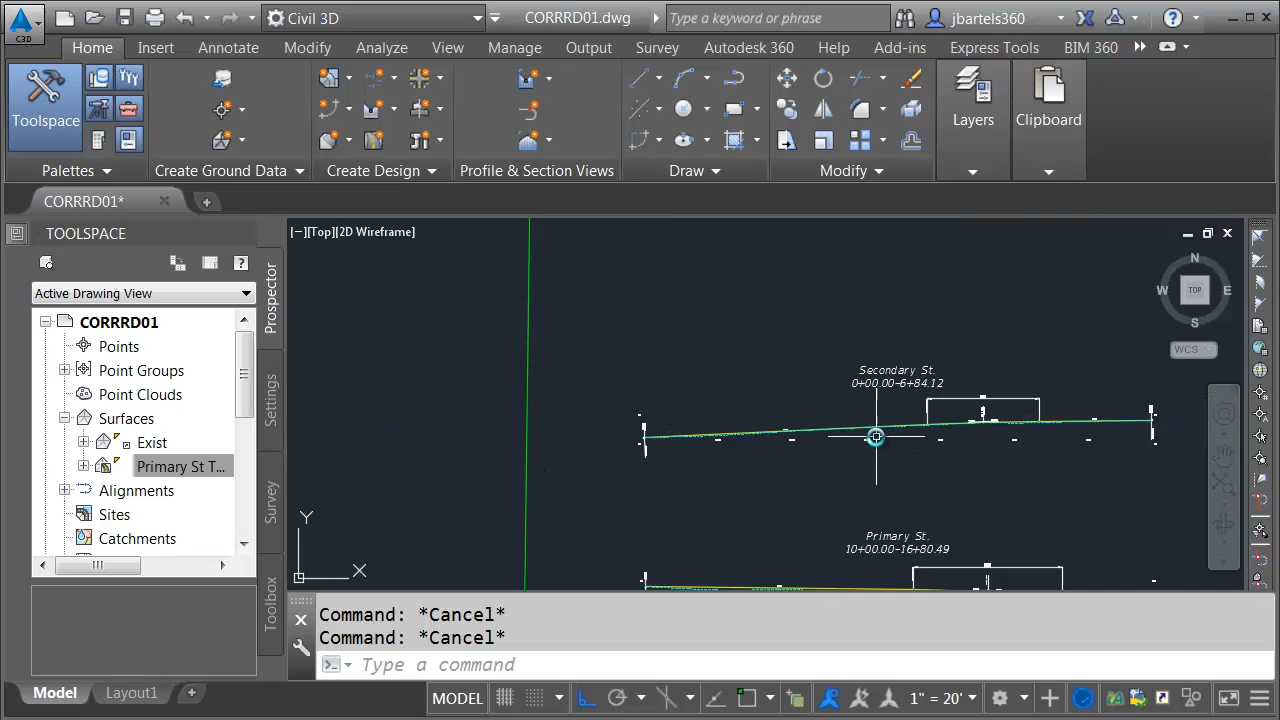 C3D
Civil 3D
CORRRD01.dwg
Type a keyword or phrase
jbartels360
?
Home Insert Annotate Modify Analyze View Manage Output Survey Autodesk 360 Help Add-ins Express Tools BIM 360
Toolspace
Layers
Clipboard
Palettes
Create Ground Data
Create Design
Profile & Section Views
Draw
Modify
CORRRD01*
TOOLSPACE
?
Active Drawing View
CORRRD01
Points
Point Groups
Point Clouds
Surfaces
Exist
Primary St T...
Alignments
Sites
Catchments
Prospector
Settings
Survey
Toolbox
[−][Top][2D Wireframe]
N
W
TOP
E
S
WCS
Secondary St.
0+00.00-6+84.12
Primary St.
10+00.00-16+80.49
Y
X
Command: *Cancel*
Command: *Cancel*
Type a command
Model
Layout1
MODEL
1" = 20'